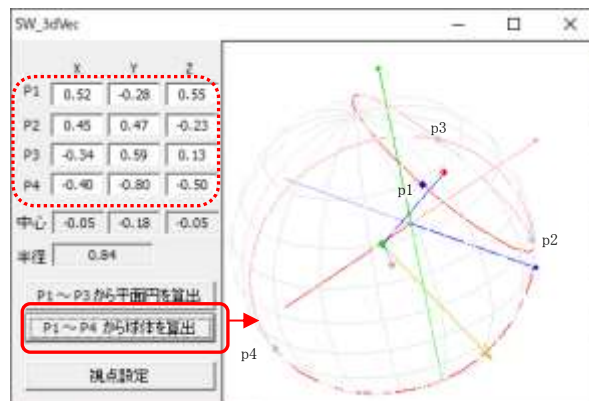 SW_3dVec
X Y Z
P1 0.52 -0.28 0.55
P2 0.45 0.47 -0.23
P3 -0.34 0.59 0.13
P4 -0.40 -0.80 -0.50
中心 -0.05 -0.18 -0.05
半径 0.84
P1～P3から平面円を算出
P1～P4から球体を算出
視点設定
p3
p1
p2
p4